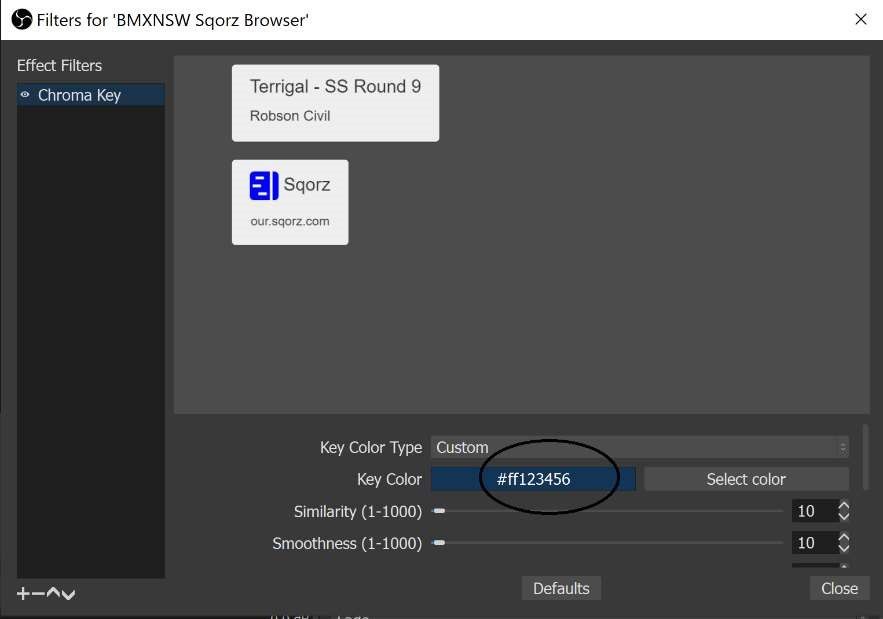 Filters for 'BMXNSW Sqorz Browser'
Effect Filters
Chroma Key
Terrigal - SS Round 9
Robson Civil
Sqorz
our.sqorz.com
Key Color Type Custom
Key Color #ff123456 Select color
Similarity (1-1000) 10
Smoothness (1-1000) 10
Defaults Close